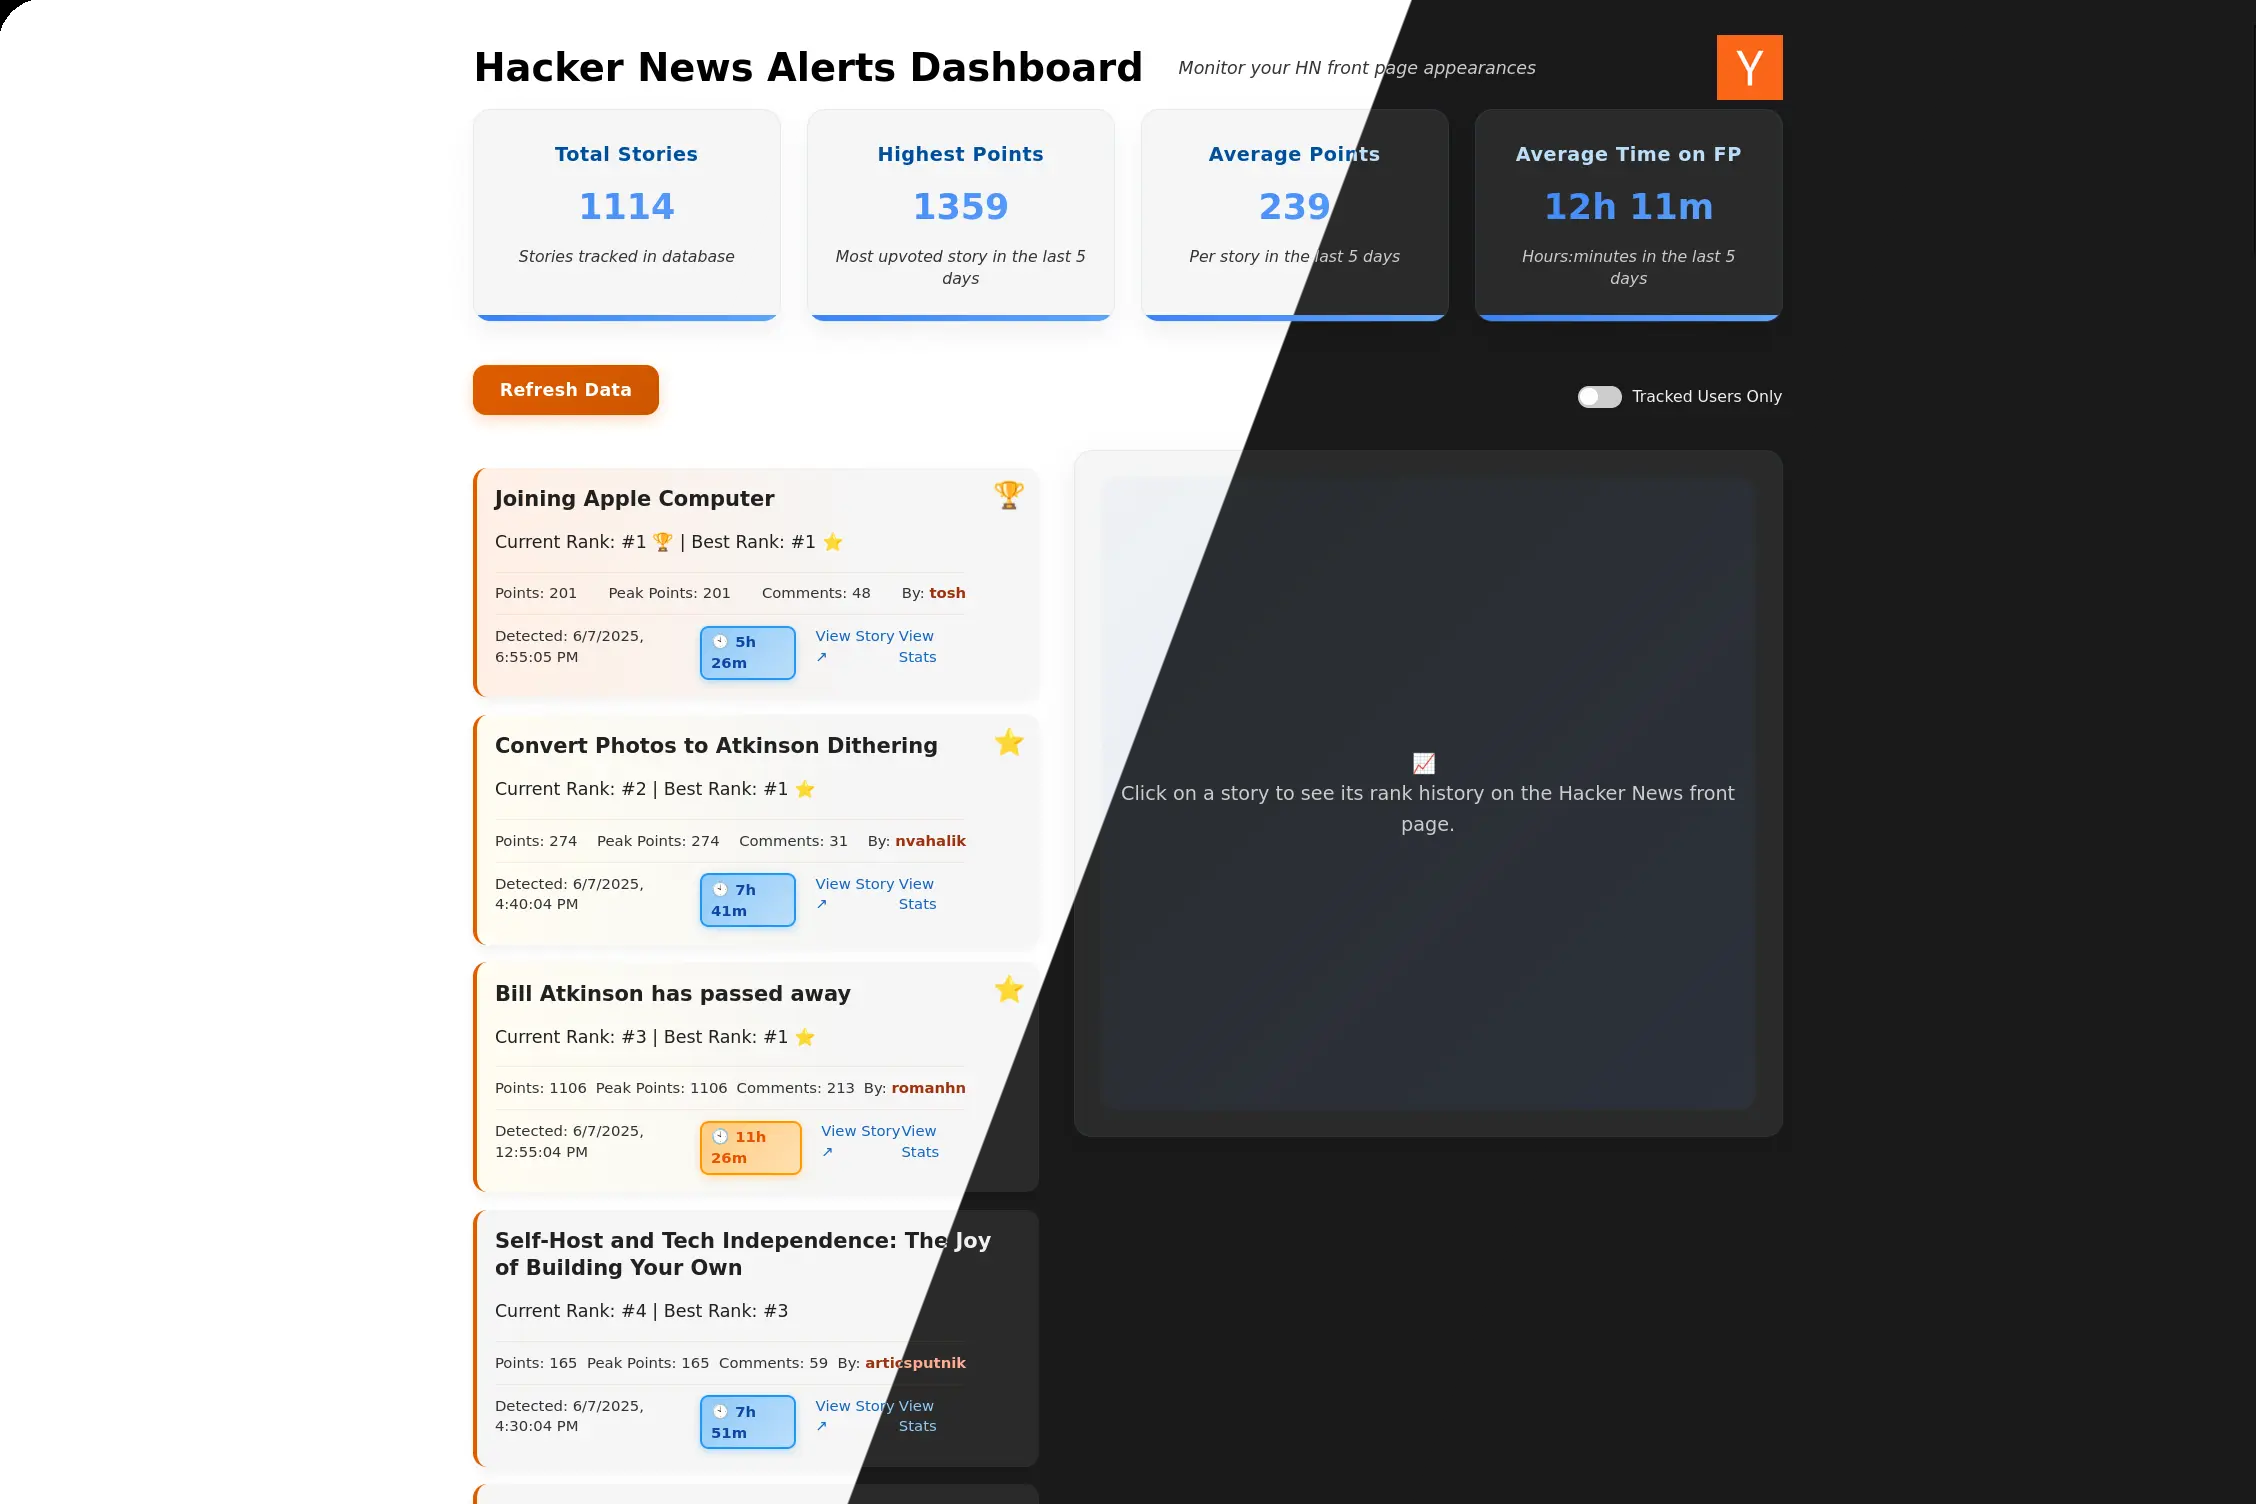 Hacker News Alerts Dashboard
Monitor your HN front page appearances
Y
Total Stories
1114
Stories tracked in database
Highest Points
1359
Most upvoted story in the last 5
days
Average Points
239
Per story in the last 5 days
Average Time on FP
12h 11m
Hours:minutes in the last 5
days
Refresh Data
Tracked Users Only
Joining Apple Computer
Current Rank: #1 🏆 | Best Rank: #1 ⭐
Points: 201 Peak Points: 201 Comments: 48 By: tosh
Detected: 6/7/2025,
6:55:05 PM
🕙 5h
26m
View Story
↗
View
Stats
Convert Photos to Atkinson Dithering
Current Rank: #2 | Best Rank: #1 ⭐
Points: 274 Peak Points: 274 Comments: 31 By: nvahalik
Detected: 6/7/2025,
4:40:04 PM
🕙 7h
41m
View Story
↗
View
Stats
Bill Atkinson has passed away
Current Rank: #3 | Best Rank: #1 ⭐
Points: 1106 Peak Points: 1106 Comments: 213 By: romanhn
Detected: 6/7/2025,
12:55:04 PM
🕙 11h
26m
View Story
↗
View
Stats
Self-Host and Tech Independence: The Joy
of Building Your Own
Current Rank: #4 | Best Rank: #3
Points: 165 Peak Points: 165 Comments: 59 By: articsputnik
Detected: 6/7/2025,
4:30:04 PM
🕙 7h
51m
View Story
↗
View
Stats
📈
Click on a story to see its rank history on the Hacker News front
page.